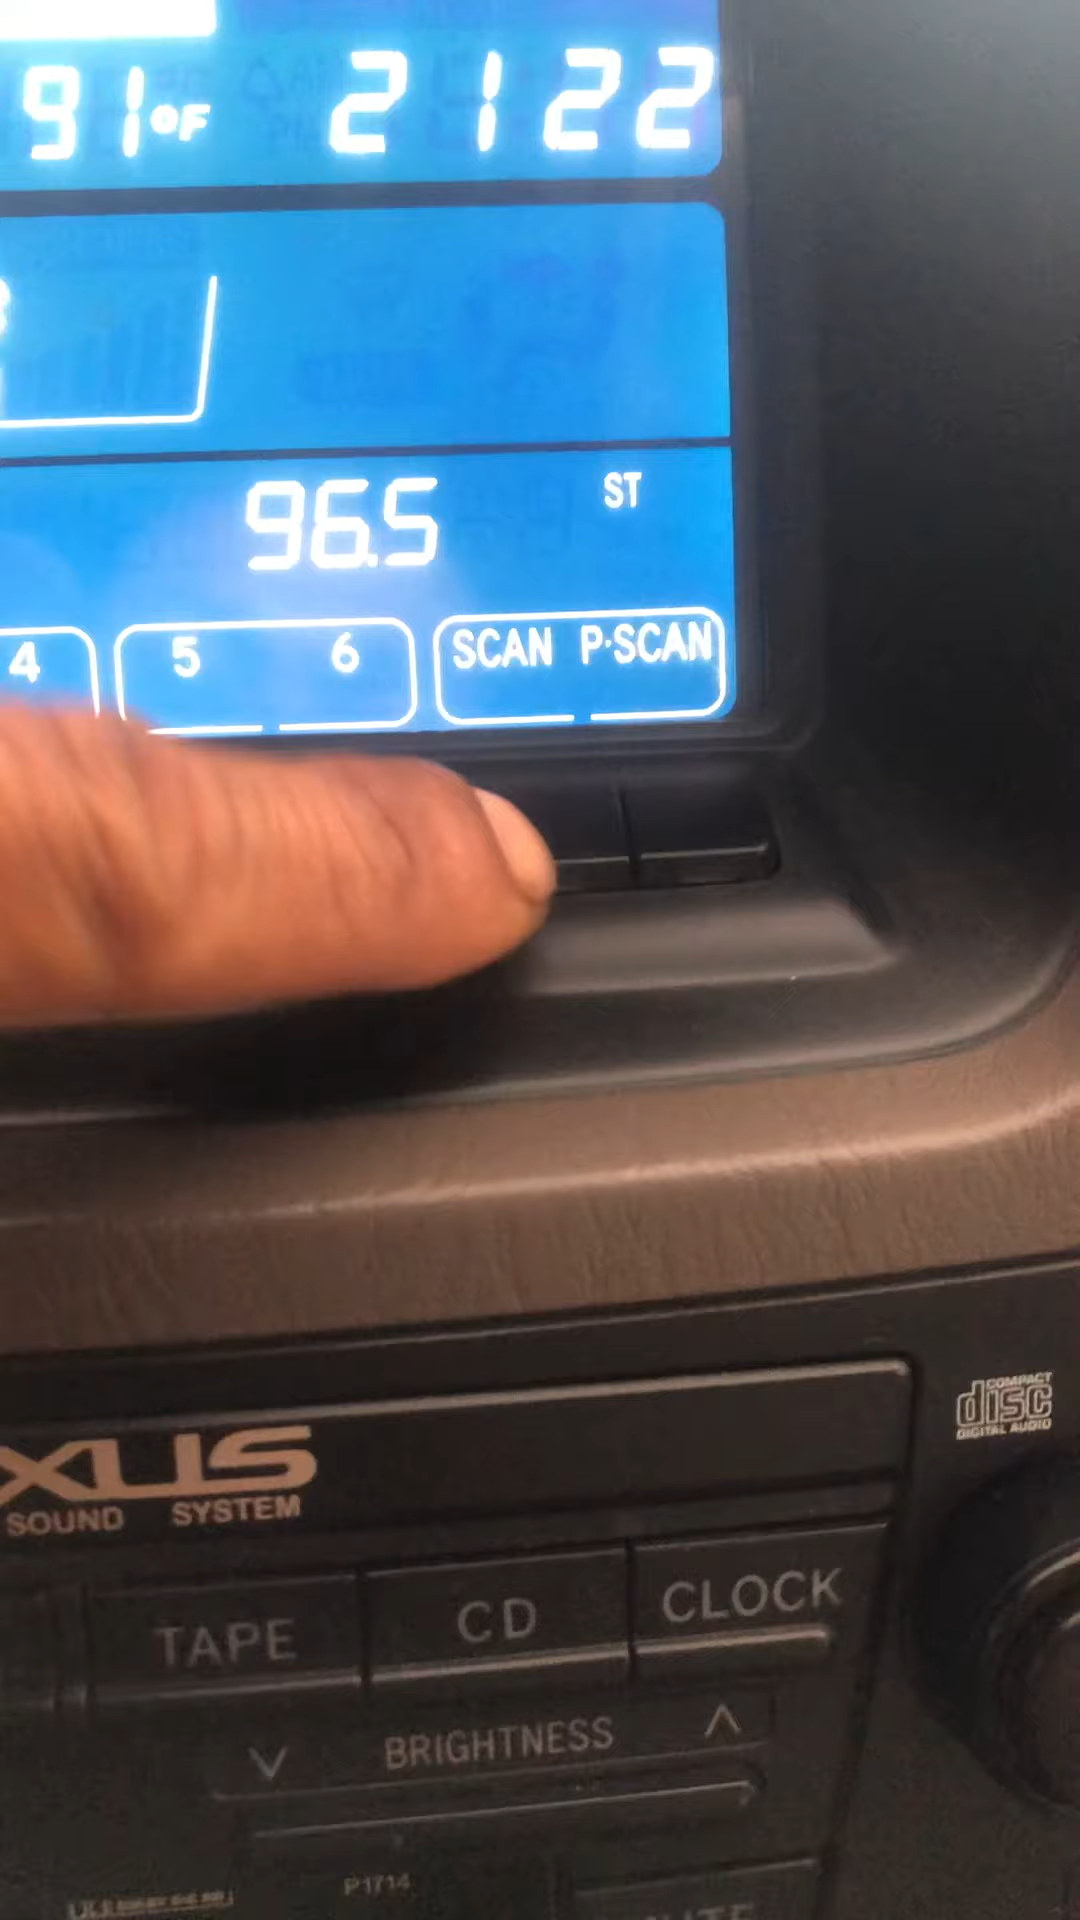 91°F 2122
96.5 ST
4 5 6 SCAN P·SCAN
COMPACT
disc
DIGITAL AUDIO
XUS
SOUND SYSTEM
TAPE CD CLOCK
BRIGHTNESS
P1714